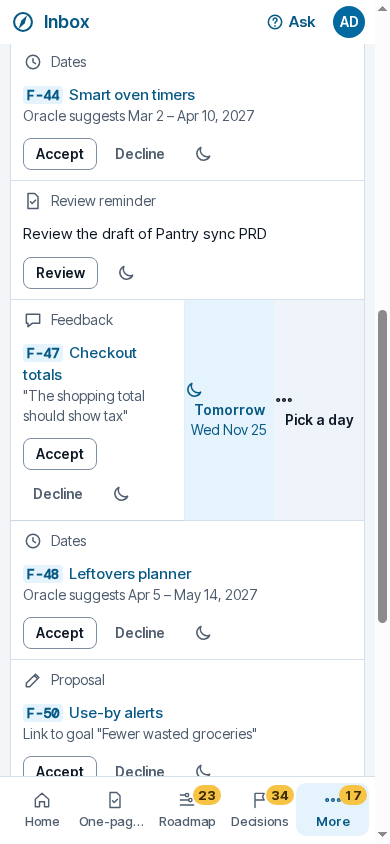 Inbox
Ask
AD
Dates
F-44 Smart oven timers
Oracle suggests Mar 2 – Apr 10, 2027
Accept
Decline
Review reminder
Review the draft of Pantry sync PRD
Review
Feedback
F-47 Checkout
totals
"The shopping total
should show tax"
Accept
Decline
Tomorrow
Wed Nov 25
Pick a day
Dates
F-48 Leftovers planner
Oracle suggests Apr 5 – May 14, 2027
Accept
Decline
Proposal
F-50 Use-by alerts
Link to goal "Fewer wasted groceries"
Accept
Decline
Home
One-pag…
23
Roadmap
34
Decisions
17
More